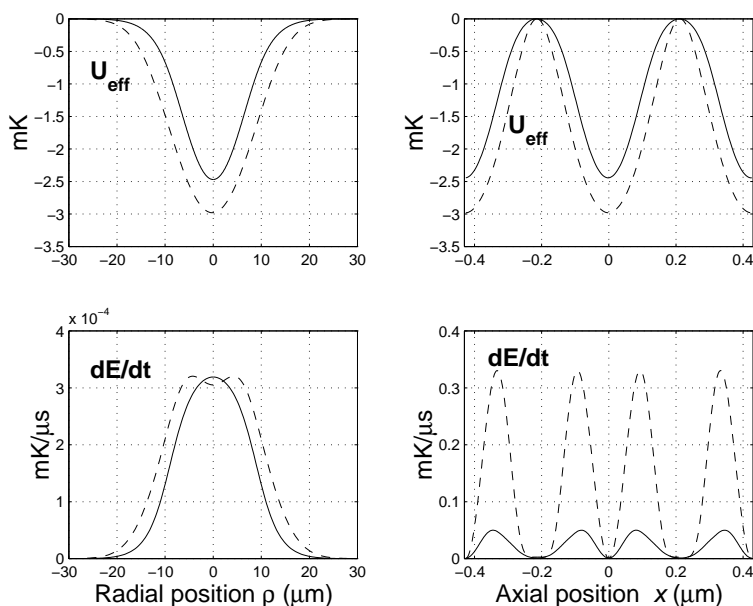 0
−0.5
−1
−1.5
−2
−2.5
−3
−3.5
mK
U_eff
−30 −20 −10 0 10 20 30
0
−0.5
−1
−1.5
−2
−2.5
−3
−3.5
mK
U_eff
−0.4 −0.2 0 0.2 0.4
x 10^−4
4
3
2
1
0
mK/μs
dE/dt
−30 −20 −10 0 10 20 30
Radial position ρ (μm)
0.4
0.3
0.2
0.1
0
mK/μs
dE/dt
−0.4 −0.2 0 0.2 0.4
Axial position x (μm)